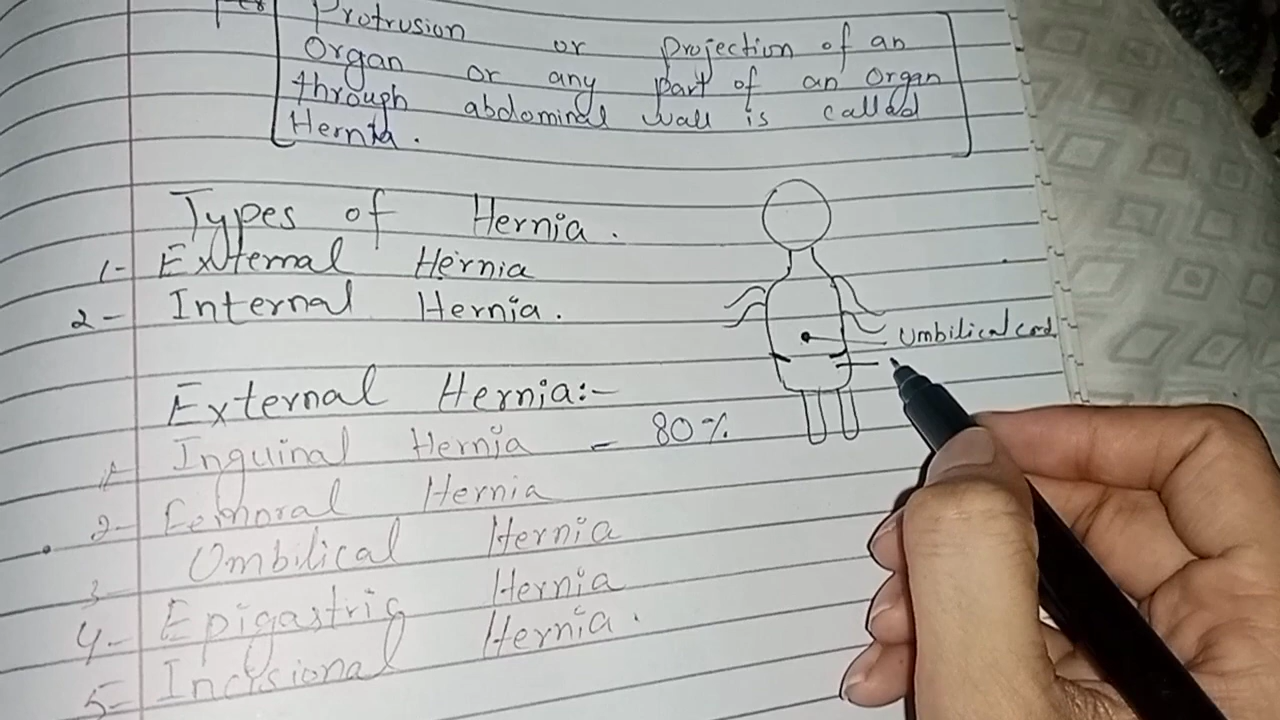 Protrusion or projection of an
Organ or any part of an Organ
through abdominal wall is called
Hernia.
Types of Hernia.
1- External Hernia
2- Internal Hernia.
Umbilical Cord
External Hernia:-
1- Inguinal Hernia - 80%
2- Femoral Hernia
3- Umbilical Hernia
4- Epigastric Hernia
5- Incisional Hernia.